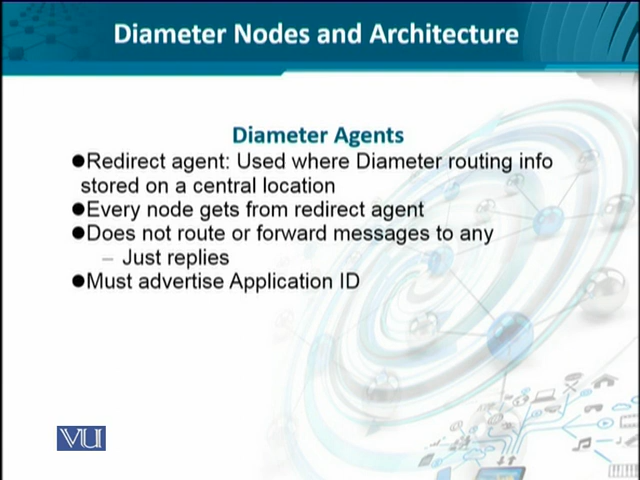 Diameter Nodes and Architecture
Diameter Agents
●Redirect agent: Used where Diameter routing info
stored on a central location
●Every node gets from redirect agent
●Does not route or forward messages to any
– Just replies
●Must advertise Application ID
VU